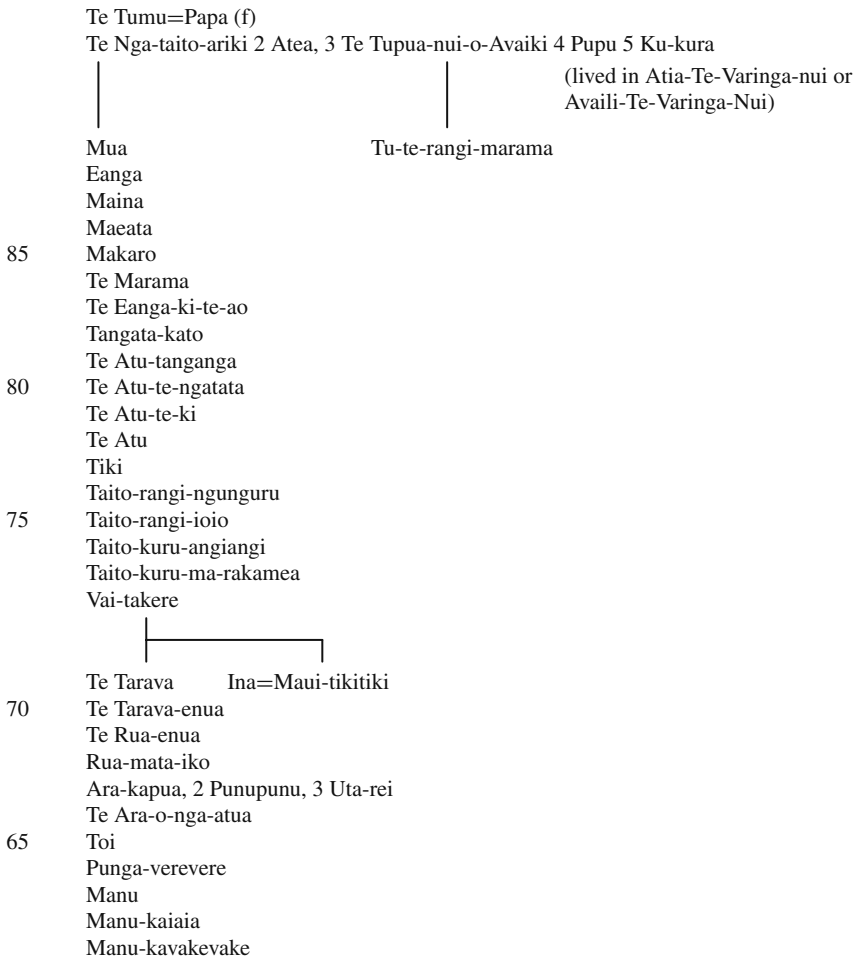 Te Tumu=Papa (f)
Te Nga-taito-ariki 2 Atea, 3 Te Tupua-nui-o-Avaiki 4 Pupu 5 Ku-kura
(lived in Atia-Te-Varinga-nui or
Availi-Te-Varinga-Nui)
Mua Tu-te-rangi-marama
Eanga
Maina
Maeata
85 Makaro
Te Marama
Te Eanga-ki-te-ao
Tangata-kato
Te Atu-tanganga
80 Te Atu-te-ngatata
Te Atu-te-ki
Te Atu
Tiki
Taito-rangi-ngunguru
75 Taito-rangi-ioio
Taito-kuru-angiangi
Taito-kuru-ma-rakamea
Vai-takere
Te Tarava Ina=Maui-tikitiki
70 Te Tarava-enua
Te Rua-enua
Rua-mata-iko
Ara-kapua, 2 Punupunu, 3 Uta-rei
Te Ara-o-nga-atua
65 Toi
Punga-verevere
Manu
Manu-kaiaia
Manu-kavakevake